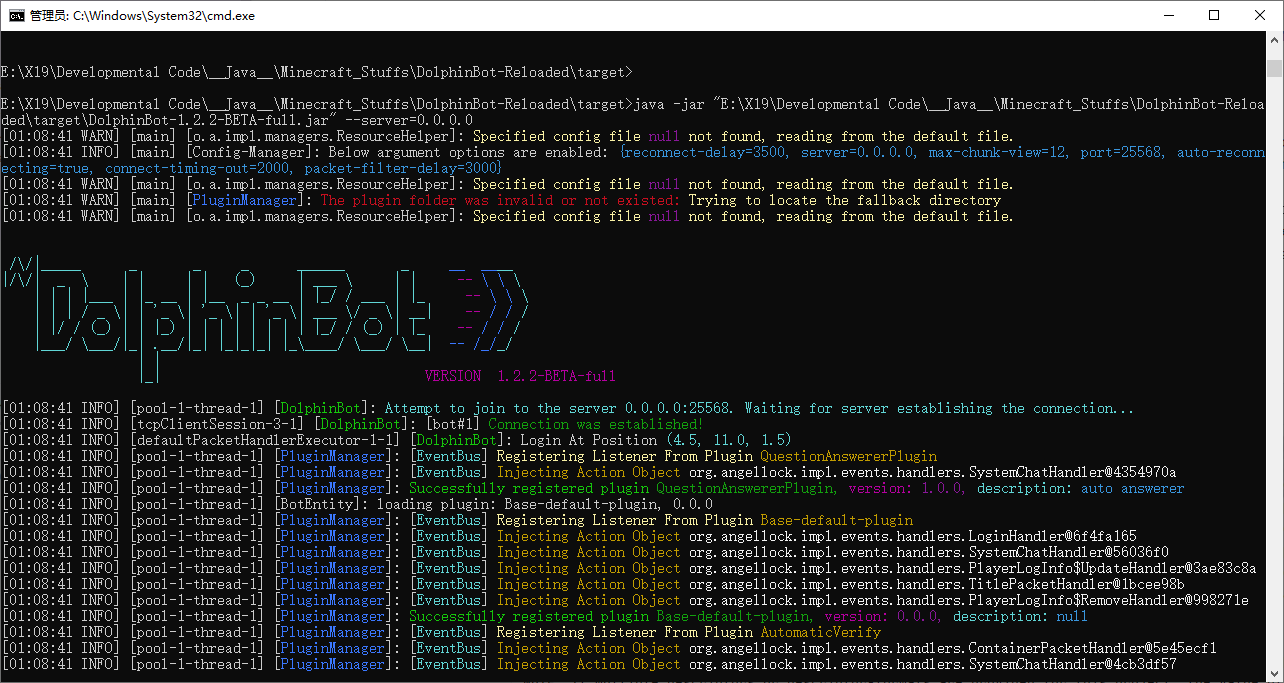 管理员: C:\Windows\System32\cmd.exe
E:\X19\Developmental Code\__Java__\Minecraft_Stuffs\DolphinBot-Reloaded\target>
E:\X19\Developmental Code\__Java__\Minecraft_Stuffs\DolphinBot-Reloaded\target>java -jar "E:\X19\Developmental Code\__Java__\Minecraft_Stuffs\DolphinBot-Reloa
ded\target\DolphinBot-1.2.2-BETA-full.jar" --server=0.0.0.0
[01:08:41 WARN] [main] [o.a.impl.managers.ResourceHelper]: Specified config file null not found, reading from the default file.
[01:08:41 INFO] [main] [Config-Manager]: Below argument options are enabled: {reconnect-delay=3500, server=0.0.0.0, max-chunk-view=12, port=25568, auto-reconn
ecting=true, connect-timing-out=2000, packet-filter-delay=3000}
[01:08:41 WARN] [main] [o.a.impl.managers.ResourceHelper]: Specified config file null not found, reading from the default file.
[01:08:41 WARN] [main] [PluginManager]: The plugin folder was invalid or not existed: Trying to locate the fallback directory
[01:08:41 WARN] [main] [o.a.impl.managers.ResourceHelper]: Specified config file null not found, reading from the default file.
DolphinBot
VERSION 1.2.2-BETA-full
[01:08:41 INFO] [pool-1-thread-1] [DolphinBot]: Attempt to join to the server 0.0.0.0:25568. Waiting for server establishing the connection...
[01:08:41 INFO] [tcpClientSession-3-1] [DolphinBot]: [bot#1] Connection was established!
[01:08:41 INFO] [defaultPacketHandlerExecutor-1-1] [DolphinBot]: Login At Position (4.5, 11.0, 1.5)
[01:08:41 INFO] [pool-1-thread-1] [PluginManager]: [EventBus] Registering Listener From Plugin QuestionAnswererPlugin
[01:08:41 INFO] [pool-1-thread-1] [PluginManager]: [EventBus] Injecting Action Object org.angellock.impl.events.handlers.SystemChatHandler@4354970a
[01:08:41 INFO] [pool-1-thread-1] [PluginManager]: Successfully registered plugin QuestionAnswererPlugin, version: 1.0.0, description: auto answerer
[01:08:41 INFO] [pool-1-thread-1] [BotEntity]: loading plugin: Base-default-plugin, 0.0.0
[01:08:41 INFO] [pool-1-thread-1] [PluginManager]: [EventBus] Registering Listener From Plugin Base-default-plugin
[01:08:41 INFO] [pool-1-thread-1] [PluginManager]: [EventBus] Injecting Action Object org.angellock.impl.events.handlers.LoginHandler@6f4fa165
[01:08:41 INFO] [pool-1-thread-1] [PluginManager]: [EventBus] Injecting Action Object org.angellock.impl.events.handlers.SystemChatHandler@56036f0
[01:08:41 INFO] [pool-1-thread-1] [PluginManager]: [EventBus] Injecting Action Object org.angellock.impl.events.handlers.PlayerLogInfo$UpdateHandler@3ae83c8a
[01:08:41 INFO] [pool-1-thread-1] [PluginManager]: [EventBus] Injecting Action Object org.angellock.impl.events.handlers.TitlePacketHandler@1bcee98b
[01:08:41 INFO] [pool-1-thread-1] [PluginManager]: [EventBus] Injecting Action Object org.angellock.impl.events.handlers.PlayerLogInfo$RemoveHandler@998271e
[01:08:41 INFO] [pool-1-thread-1] [PluginManager]: Successfully registered plugin Base-default-plugin, version: 0.0.0, description: null
[01:08:41 INFO] [pool-1-thread-1] [PluginManager]: [EventBus] Registering Listener From Plugin AutomaticVerify
[01:08:41 INFO] [pool-1-thread-1] [PluginManager]: [EventBus] Injecting Action Object org.angellock.impl.events.handlers.ContainerPacketHandler@5e45ecf1
[01:08:41 INFO] [pool-1-thread-1] [PluginManager]: [EventBus] Injecting Action Object org.angellock.impl.events.handlers.SystemChatHandler@4cb3df57